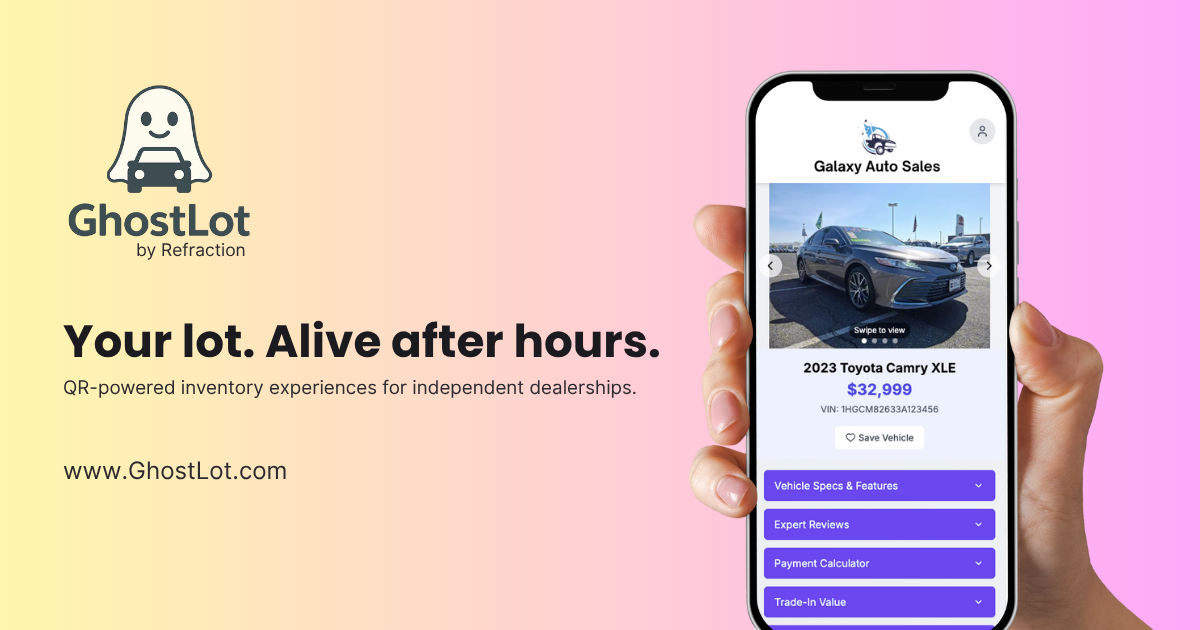 GhostLot
by Refraction
Your lot. Alive after hours.
QR-powered inventory experiences for independent dealerships.
www.GhostLot.com
Galaxy Auto Sales
Swipe to view
2023 Toyota Camry XLE
$32,999
VIN: 1HGCM82633A123456
Save Vehicle
Vehicle Specs & Features
Expert Reviews
Payment Calculator
Trade-In Value